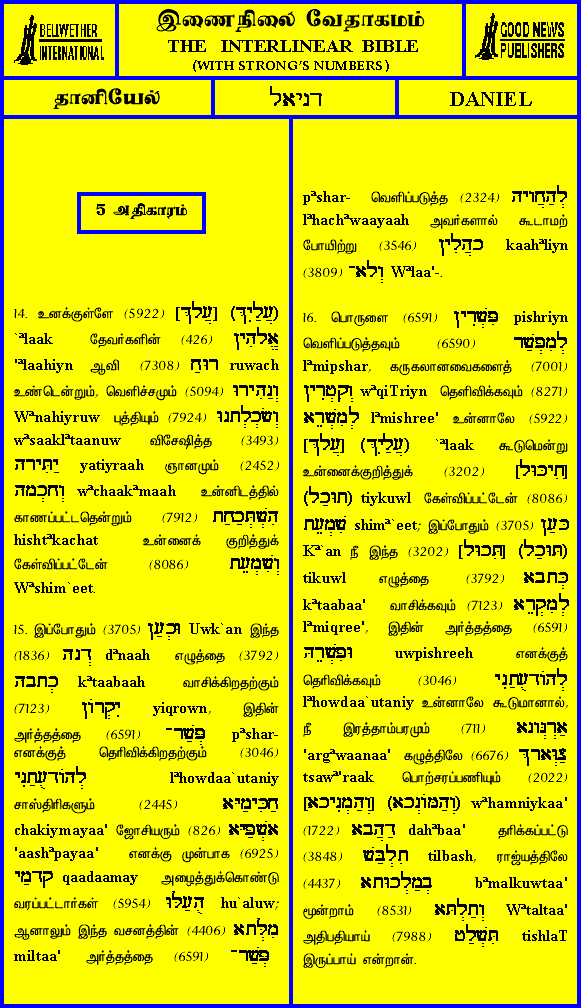 BELLWETHER
INTERNATIONAL
இணைநிலை வேதாகமம்
THE INTERLINEAR BIBLE
(WITH STRONG'S NUMBERS)
GOOD NEWS
PUBLISHERS
தானியேல்
דניאל
DANIEL
5 அதிகாரம்
14. உனக்குள்ளே (5922) [עֲלָךְ] (עֲלַיִךְ)
`ªlaak தேவர்களின் (426) אֱלָהִין
'ªlaahiyn ஆவி (7308) רוּחַ ruwach
உண்டென்றும், வெளிச்சமும் (5094) וְנַהִירוּ
Wªnahiyruw புத்தியும் (7924) וְשׂכְלְתָנוּ
wªsaaklªtaanuw விசேஷித்த (3493)
יַתִּירָה yatiyraah ஞானமும் (2452)
וְחָכְמָה wªchaakªmaah உன்னிடத்தில்
காணப்பட்டதென்றும் (7912) הִשְׁתְּכַחַת
hishtªkachat உன்னைக் குறித்துக்
கேள்விப்பட்டேன் (8086) וְשִׁמְעֵת
Wªshim`eet.
15. இப்போதும் (3705) וּכְעַן Uwk`an இந்த
(1836) דְנָה dªnaah எழுத்தை (3792)
כְתָבָה kªtaabaah வாசிக்கிறதற்கும்
(7123) יִקְרוֹן yiqrown, இதின்
அர்த்தத்தை (6591) פִשְׁר־ pªshar-
எனக்குத் தெரிவிக்கிறதற்கும் (3046)
לְהוֹדָעֻתַנִי lªhowdaa`utaniy
சாஸ்திரிகளும் (2445) חַכִּימַיָּא
chakiymayaa' ஜோசியரும் (826) אָשְׁפַיָּא
'aashªpayaa' எனக்கு முன்பாக (6925)
קָדמַי qaadaamay அழைத்துக்கொண்டு
வரப்பட்டார்கள் (5954) הֻעַלּוּ hu`aluw;
ஆனாலும் இந்த வசனத்தின் (4406) מִלְּתָא
miltaa' அர்த்தத்தை (6591) פְּשַׁר־
pªshar- வெளிப்படுத்த (2324) לְהַחֲוָיָה
lªhachªwaayaah அவர்களால் கூடாமற்
போயிற்று (3546) כָהֲלִין kaahªliyn
(3809) וְלָא־ Wªlaa'-.
16. பொருளை (6591) פִּשְׁרִין pishriyn
வெளிப்படுத்தவும் (6590) לְמִפְשַׁר
lªmipshar, கருகலானவைகளைத் (7001)
וְקִטְרִין wªqiTriyn தெளிவிக்கவும் (8271)
לְמִשְׁרֵא lªmishree' உன்னாலே (5922)
[עֲלָךְ] (עֲלַיִךְ) `ªlaak கூடுமென்று
உன்னைக்குறித்துக் (3202) [תִיכּוּל]
(תוּכַל) tiykuwl கேள்விப்பட்டேன் (8086)
שִׁמְעֵת shimª`eet; இப்போதும் (3705) כְּעַן
Kª`an நீ இந்த (3202) [תִּכוּל] (תּוּכַל)
tikuwl எழுத்தை (3792) כְּתָבָא
kªtaabaa' வாசிக்கவும் (7123) לְמִקְרֵא
lªmiqree', இதின் அர்த்தத்தை (6591)
וּפִשְׁרֵהּ uwpishreeh எனக்குத்
தெரிவிக்கவும் (3046) לְהוֹדָעֻתַנִי
lªhowdaa`utaniy உன்னாலே கூடுமானால்,
நீ இரத்தாம்பரமும் (711) אַרְגְּוָנָא
'argªwaanaa' கழுத்திலே (6676) צַוְּארָךְ
tsawª'raak பொற்சரப்பணியும் (2022)
[וְהַמְנִיכָא] (וְהַמּוֹנְכָא) wªhamniykaa'
(1722) דַהֲבָא dahªbaa' தரிக்கப்பட்டு
(3848) תִלְבַּשׁ tilbash, ராஜ்யத்திலே
(4437) בְמַלְכוּתָא bªmalkuwtaa'
மூன்றாம் (8531) וְתַלְתָּא Wªtaltaa'
அதிபதியாய் (7988) תִּשְׁלַט tishlaT
இருப்பாய் என்றான்.